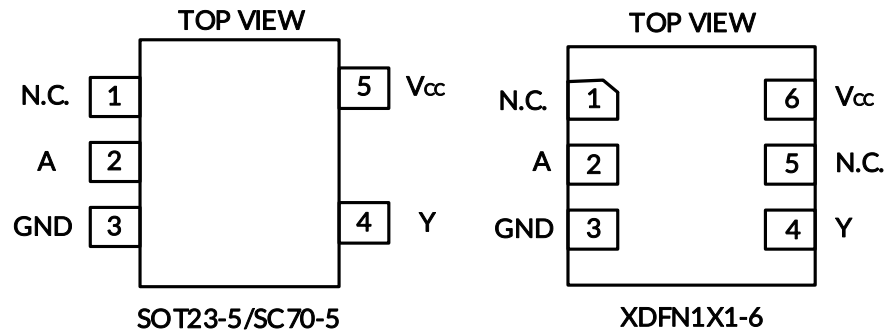 TOP VIEW
N.C. 1
5 VCC
A 2
GND 3
4 Y
SOT23-5/SC70-5
TOP VIEW
N.C. 1
6 VCC
A 2
5 N.C.
GND 3
4 Y
XDFN1X1-6